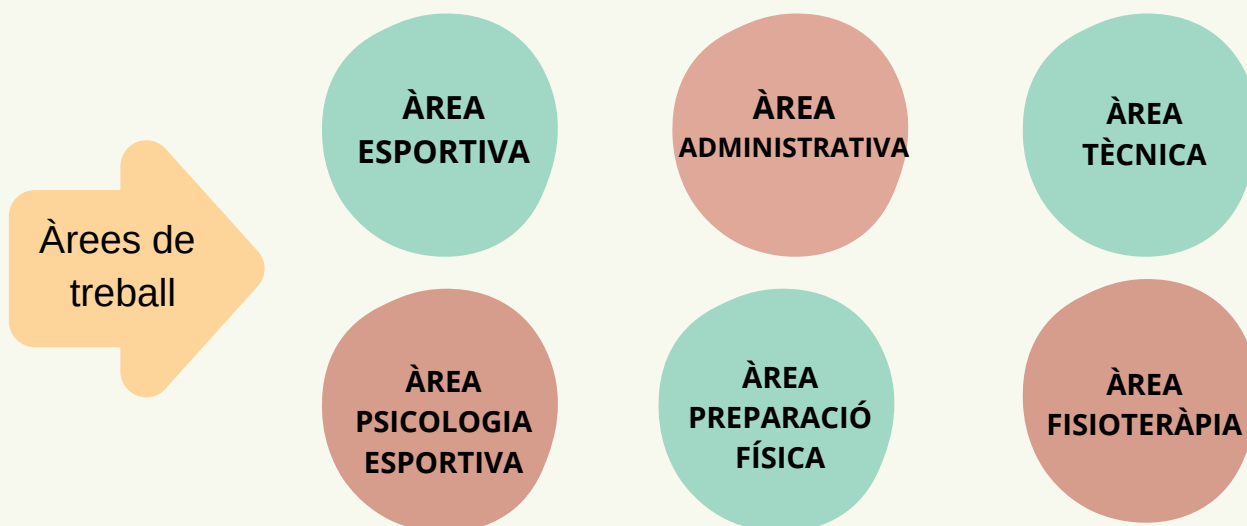 Àrees de
treball
ÀREA
ESPORTIVA
ÀREA
ADMINISTRATIVA
ÀREA
TÈCNICA
ÀREA
PSICOLOGIA
ESPORTIVA
ÀREA
PREPARACIÓ
FÍSICA
ÀREA
FISIOTERÀPIA